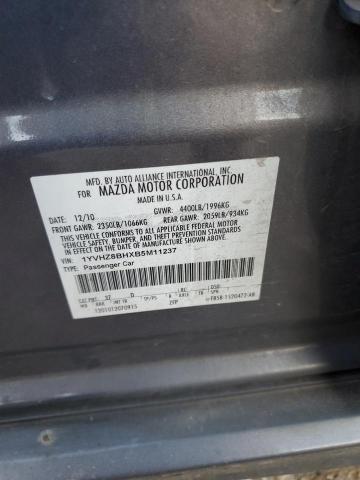 MFD. BY AUTO ALLIANCE INTERNATIONAL, INC.
FOR MAZDA MOTOR CORPORATION
MADE IN U.S.A.
12/10 GVWR: 4400LB/1996KG
FRONT GAWR: 2350LB/1066KG REAR GAWR: 2059LB/934KG
THIS VEHICLE CONFORMS TO ALL APPLICABLE FEDERAL MOTOR
VEHICLE SAFETY, BUMPER, AND THEFT PREVENTION STANDARDS
IN EFFECT ON THE DATE OF MANUFACTURE SHOWN ABOVE.
VIN: 1YVHZ8BHXB5M11237
TYPE: Passenger Car